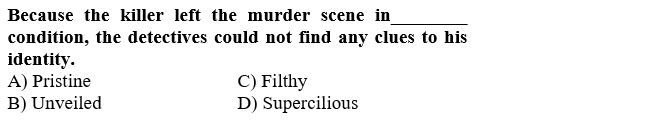 Because the killer left the murder scene in________
condition, the detectives could not find any clues to his
identity.
A) Pristine C) Filthy
B) Unveiled D) Supercilious